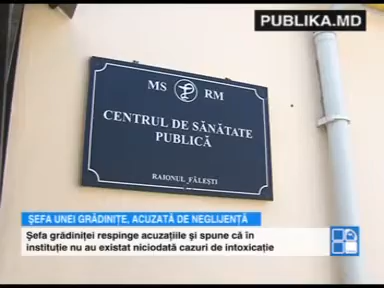 PUBLIKA.MD
MS RM
CENTRUL DE SĂNĂTATE
PUBLICĂ
RAIONUL FĂLEŞTI
ŞEFA UNEI GRĂDINIŢE, ACUZATĂ DE NEGLIJENŢĂ
Şefa grădiniţei respinge acuzaţiile şi spune că în
instituţie nu au existat niciodată cazuri de intoxicaţie